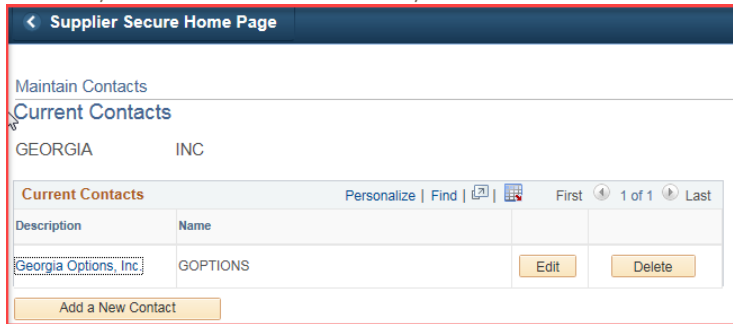 Supplier Secure Home Page
Maintain Contacts
Current Contacts
GEORGIA INC
Current Contacts Personalize | Find | | First 1 of 1 Last
Description Name
Georgia Options, Inc. GOPTIONS Edit Delete
Add a New Contact